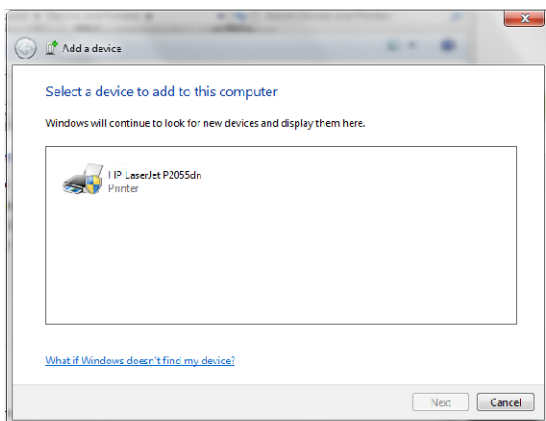 Add a device
Select a device to add to this computer
Windows will continue to look for new devices and display them here.
HP LaserJet P2055dn
Printer
What if Windows doesn't find my device?
Next
Cancel